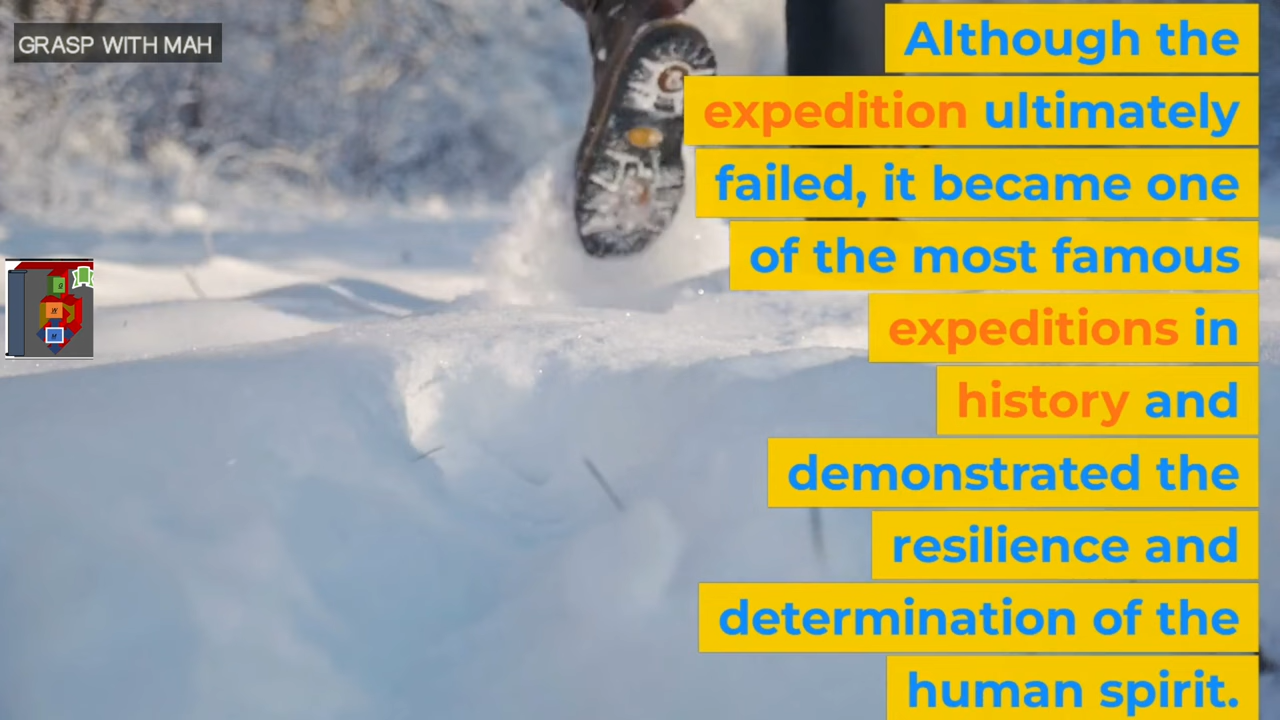 GRASP WITH MAH
Although the
expedition ultimately
failed, it became one
of the most famous
expeditions in
history and
demonstrated the
resilience and
determination of the
human spirit.